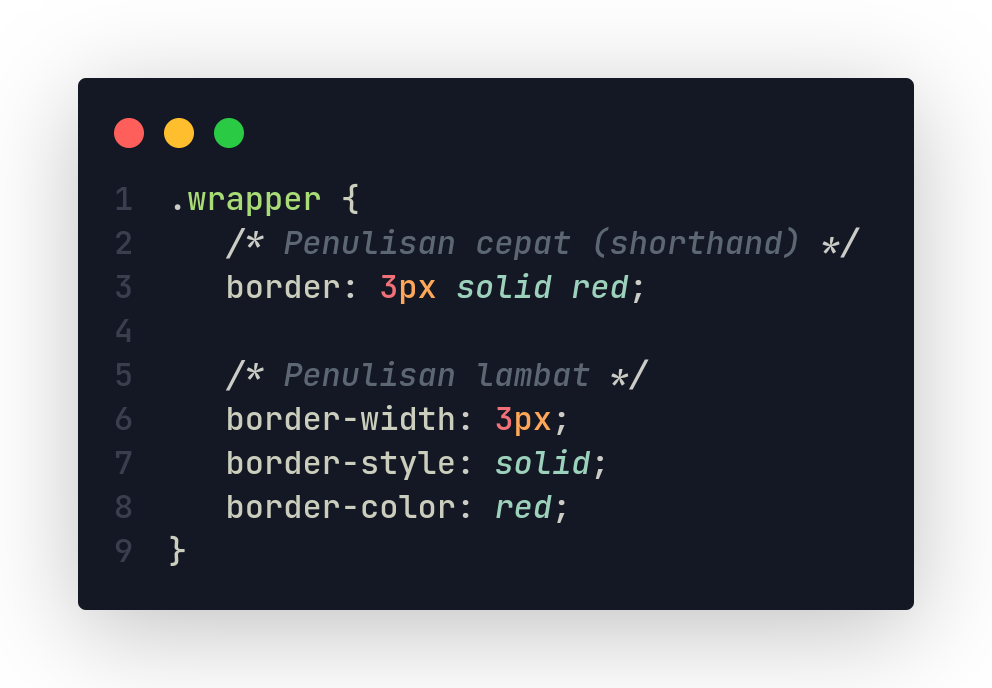 1 .wrapper {
2 /* Penulisan cepat (shorthand) */
3 border: 3px solid red;
4
5 /* Penulisan lambat */
6 border-width: 3px;
7 border-style: solid;
8 border-color: red;
9 }